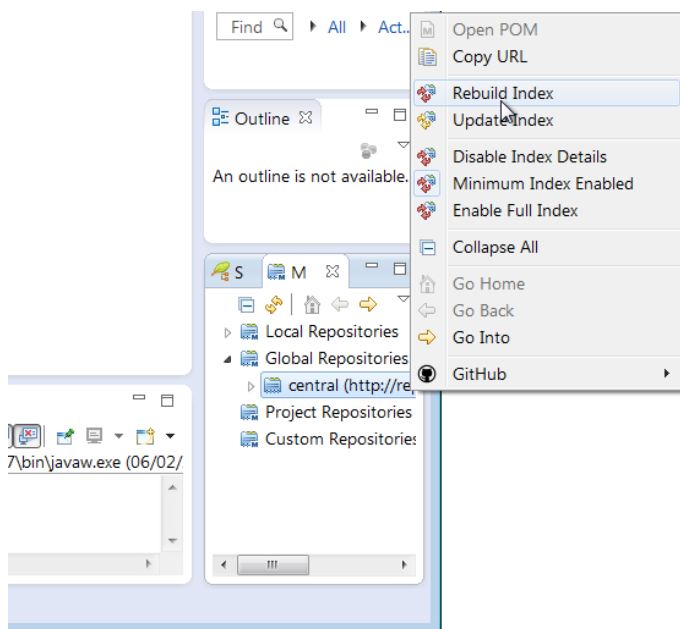 Find All Act..
Outline
An outline is not available.
S M
Local Repositories
Global Repositories
central (http://re
Project Repositories
Custom Repositories
7\bin\javaw.exe (06/02/
Open POM
Copy URL
Rebuild Index
Update Index
Disable Index Details
Minimum Index Enabled
Enable Full Index
Collapse All
Go Home
Go Back
Go Into
GitHub